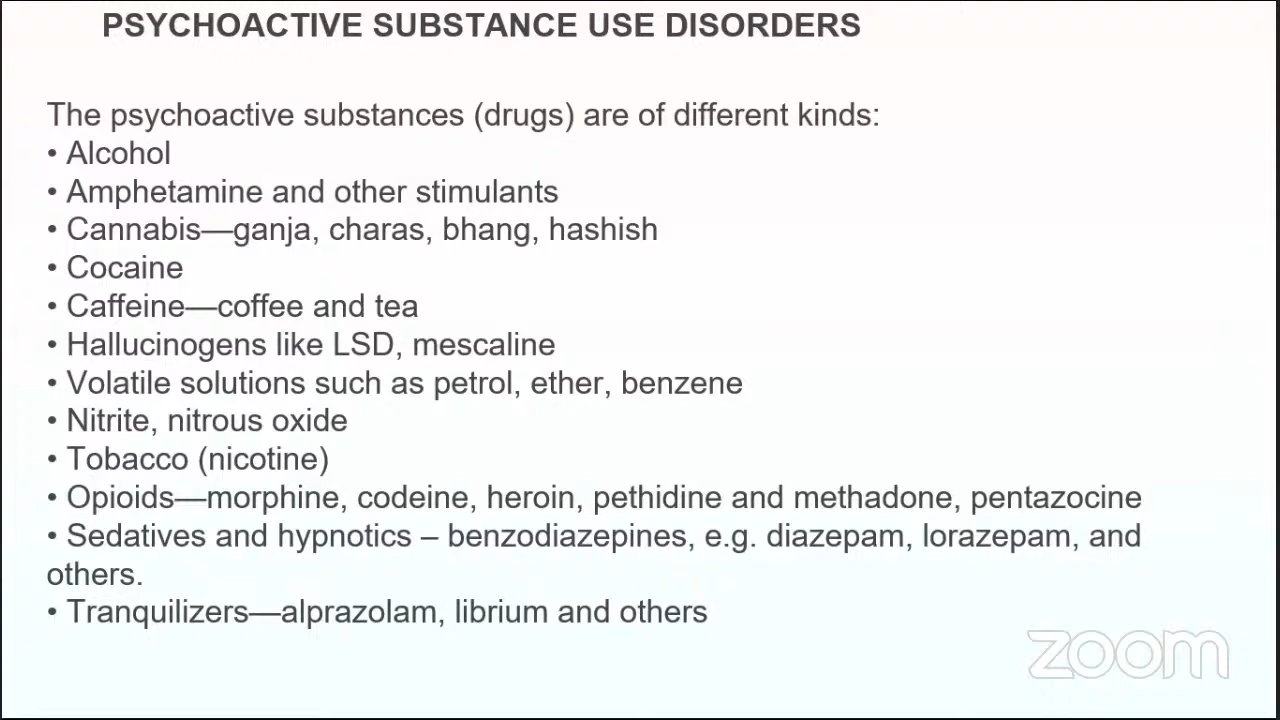 PSYCHOACTIVE SUBSTANCE USE DISORDERS
The psychoactive substances (drugs) are of different kinds:
• Alcohol
• Amphetamine and other stimulants
• Cannabis—ganja, charas, bhang, hashish
• Cocaine
• Caffeine—coffee and tea
• Hallucinogens like LSD, mescaline
• Volatile solutions such as petrol, ether, benzene
• Nitrite, nitrous oxide
• Tobacco (nicotine)
• Opioids—morphine, codeine, heroin, pethidine and methadone, pentazocine
• Sedatives and hypnotics – benzodiazepines, e.g. diazepam, lorazepam, and
others.
• Tranquilizers—alprazolam, librium and others
zoom